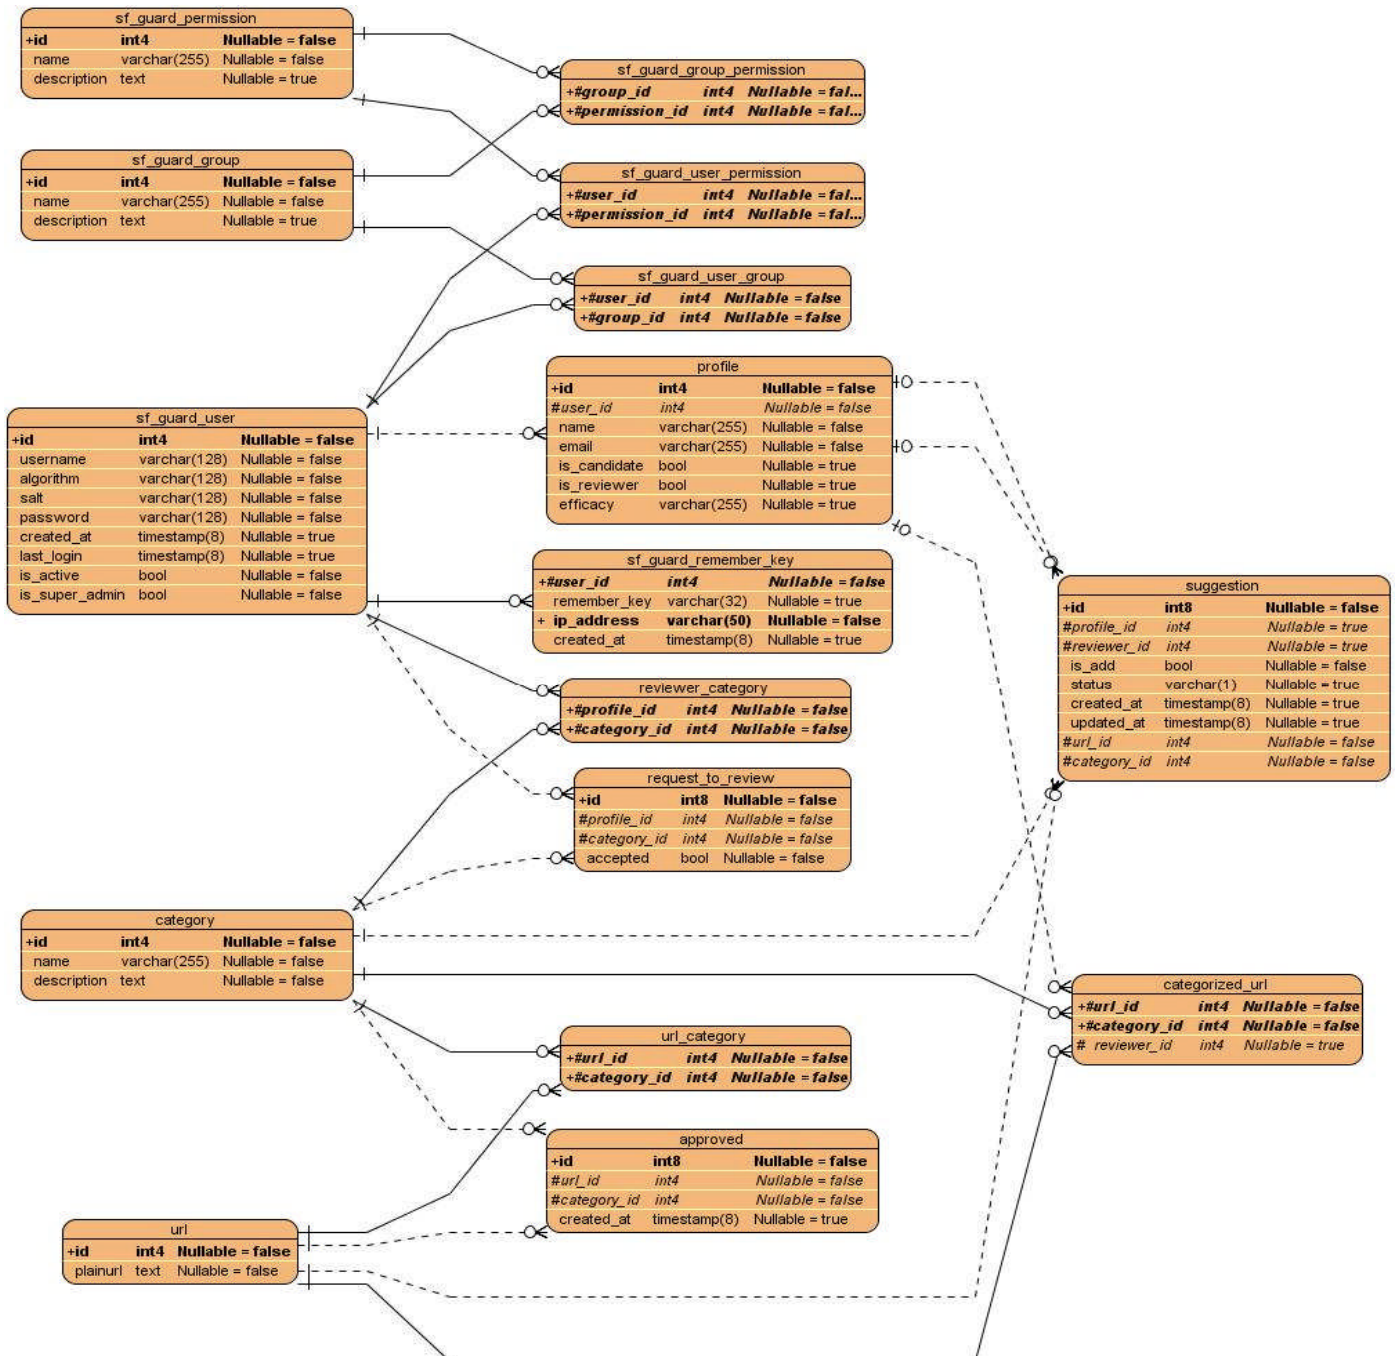 sf_guard_permission
+id int4 Nullable = false
name varchar(255) Nullable = false
description text Nullable = true
sf_guard_group_permission
+#group_id int4 Nullable = fal...
+#permission_id int4 Nullable = fal...
sf_guard_group
+id int4 Nullable = false
name varchar(255) Nullable = false
description text Nullable = true
sf_guard_user_permission
+#user_id int4 Nullable = fal...
+#permission_id int4 Nullable = fal...
sf_guard_user_group
+#user_id int4 Nullable = false
+#group_id int4 Nullable = false
profile
+id int4 Nullable = false
#user_id int4 Nullable = false
name varchar(255) Nullable = false
email varchar(255) Nullable = false
is_candidate bool Nullable = true
is_reviewer bool Nullable = true
efficacy varchar(255) Nullable = true
sf_guard_user
+id int4 Nullable = false
username varchar(128) Nullable = false
algorithm varchar(128) Nullable = false
salt varchar(128) Nullable = false
password varchar(128) Nullable = false
created_at timestamp(8) Nullable = true
last_login timestamp(8) Nullable = true
is_active bool Nullable = false
is_super_admin bool Nullable = false
sf_guard_remember_key
+#user_id int4 Nullable = false
remember_key varchar(32) Nullable = true
+ ip_address varchar(50) Nullable = false
created_at timestamp(8) Nullable = true
suggestion
+id int8 Nullable = false
#profile_id int4 Nullable = true
#reviewer_id int4 Nullable = true
is_add bool Nullable = false
status varchar(1) Nullable = true
created_at timestamp(8) Nullable = true
updated_at timestamp(8) Nullable = true
#url_id int4 Nullable = false
#category_id int4 Nullable = false
reviewer_category
+#profile_id int4 Nullable = false
+#category_id int4 Nullable = false
request_to_review
+id int8 Nullable = false
#profile_id int4 Nullable = false
#category_id int4 Nullable = false
accepted bool Nullable = false
category
+id int4 Nullable = false
name varchar(255) Nullable = false
description text Nullable = false
categorized_url
+#url_id int4 Nullable = false
+#category_id int4 Nullable = false
# reviewer_id int4 Nullable = true
url_category
+#url_id int4 Nullable = false
+#category_id int4 Nullable = false
approved
+id int8 Nullable = false
#url_id int4 Nullable = false
#category_id int4 Nullable = false
created_at timestamp(8) Nullable = true
url
+id int4 Nullable = false
plainurl text Nullable = false